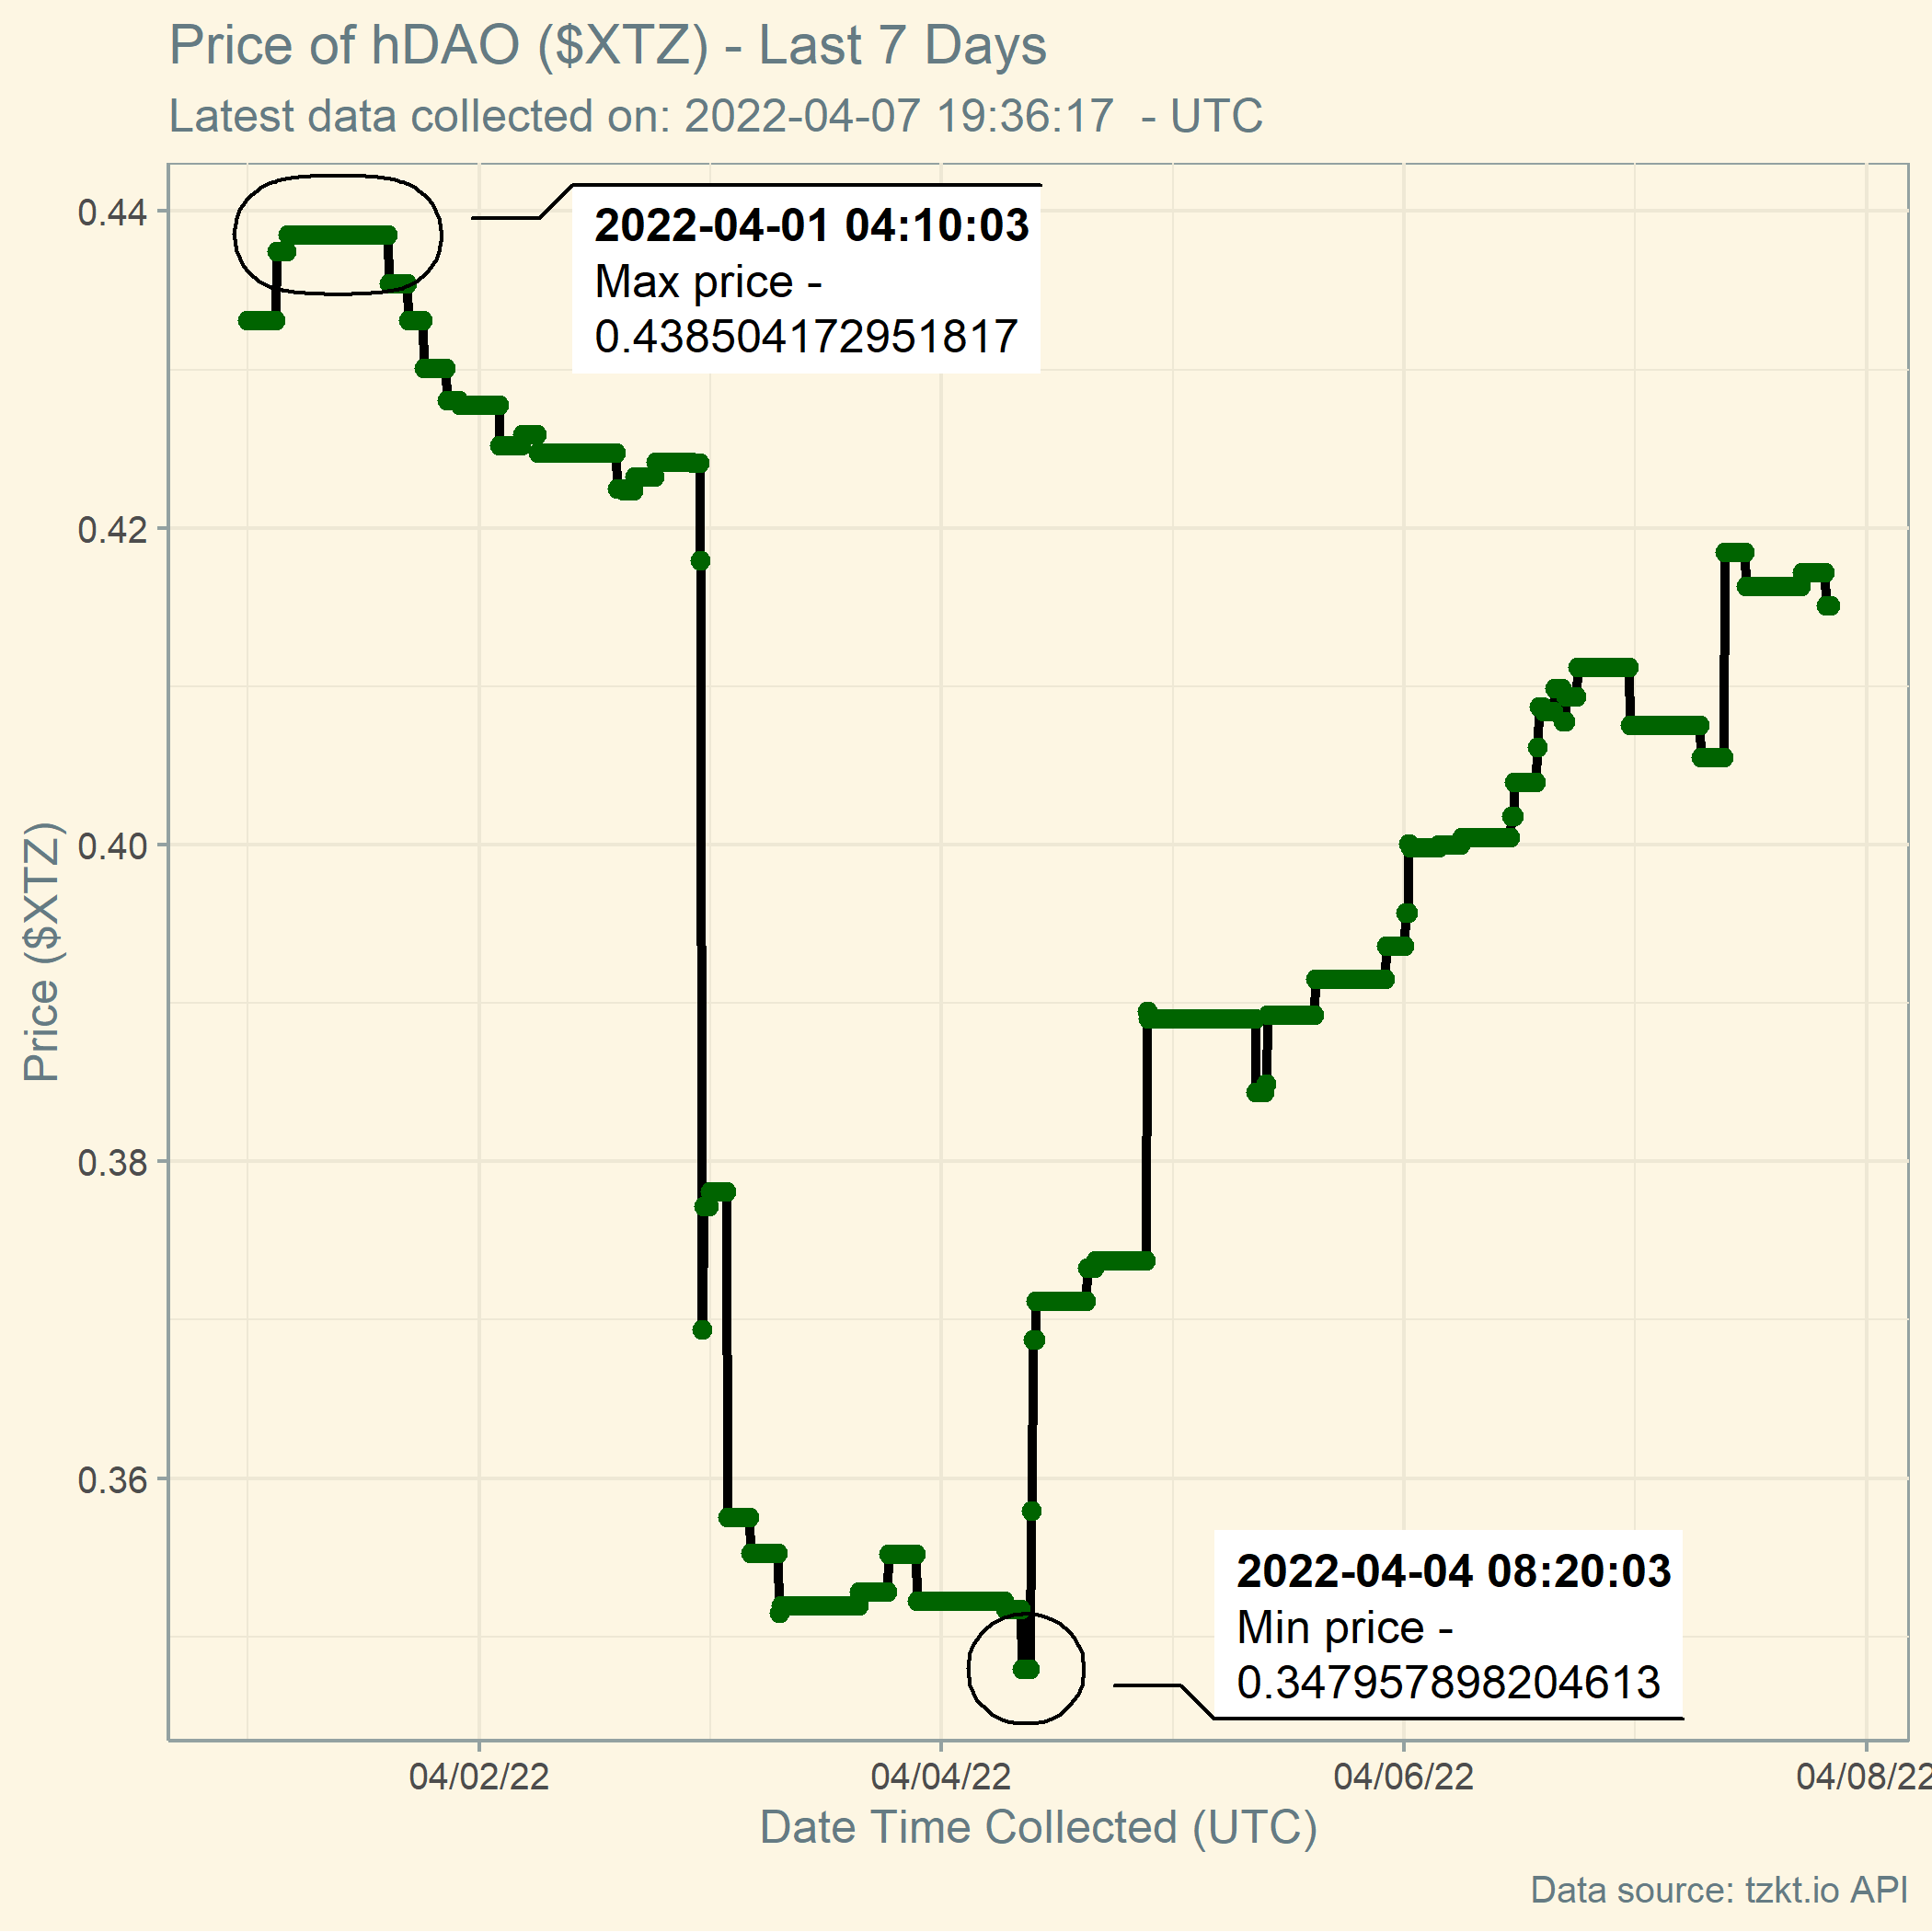 Price of hDAO ($XTZ) - Last 7 Days
Latest data collected on: 2022-04-07 19:36:17  - UTC
0.44
0.42
0.40
0.38
0.36
Price ($XTZ)
2022-04-01 04:10:03
Max price -
0.438504172951817
2022-04-04 08:20:03
Min price -
0.347957898204613
04/02/22
04/04/22
04/06/22
04/08/22
Date Time Collected (UTC)
Data source: tzkt.io API